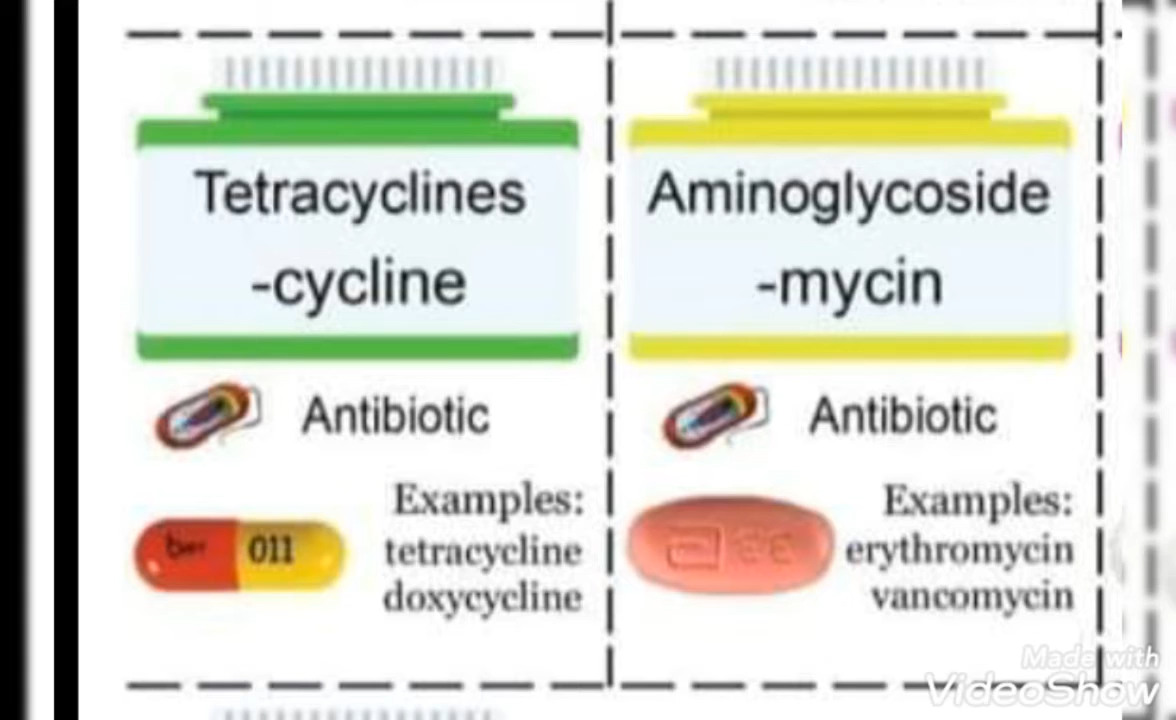 Tetracyclines
-cycline
Antibiotic
Examples:
tetracycline
doxycycline
011
Aminoglycoside
-mycin
Antibiotic
Examples:
erythromycin
vancomycin
Made with
VideoShow